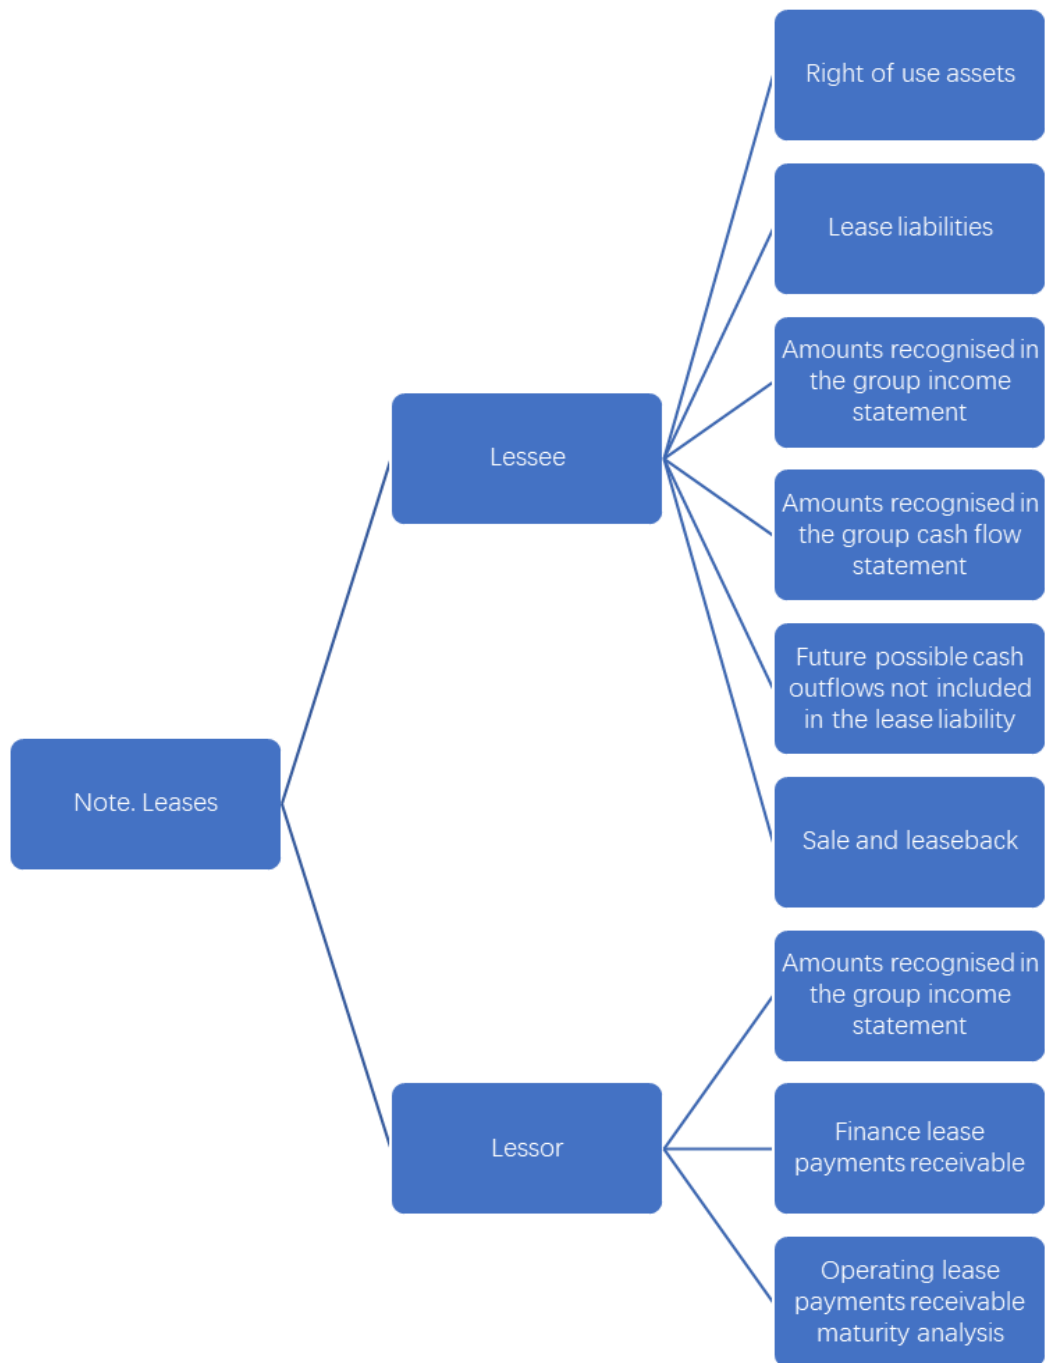 Note. Leases
Lessee
Right of use assets
Lease liabilities
Amounts recognised in
the group income
statement
Amounts recognised in
the group cash flow
statement
Future possible cash
outflows not included
in the lease liability
Sale and leaseback
Lessor
Amounts recognised in
the group income
statement
Finance lease
payments receivable
Operating lease
payments receivable
maturity analysis